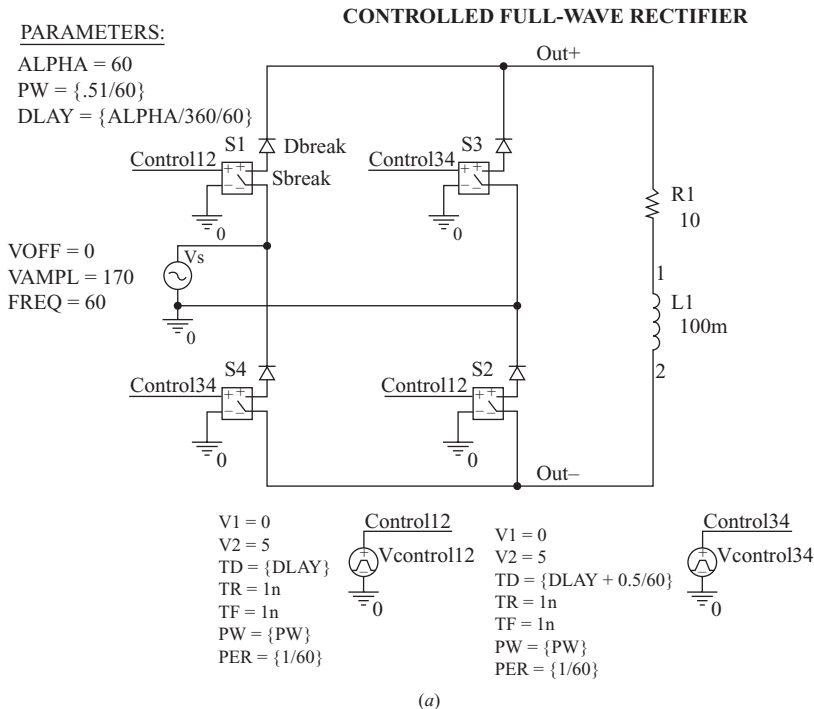 CONTROLLED FULL-WAVE RECTIFIER
PARAMETERS:
ALPHA = 60
PW = {.51/60}
DLAY = {ALPHA/360/60}
Out+
S1
Dbreak
S3
Control12
Control34
++
++
Sbreak
−
−
0
0
R1
10
VOFF = 0
VAMPL = 170
FREQ = 60
Vs
0
1
L1
100m
2
S4
S2
Control34
Control12
++
++
−
−
0
0
Out−
V1 = 0
V2 = 5
TD = {DLAY}
TR = 1n
TF = 1n
PW = {PW}
PER = {1/60}
Control12
+
Vcontrol12
−
0
V1 = 0
V2 = 5
TD = {DLAY + 0.5/60}
TR = 1n
TF = 1n
PW = {PW}
PER = {1/60}
Control34
+
Vcontrol34
−
0
(a)